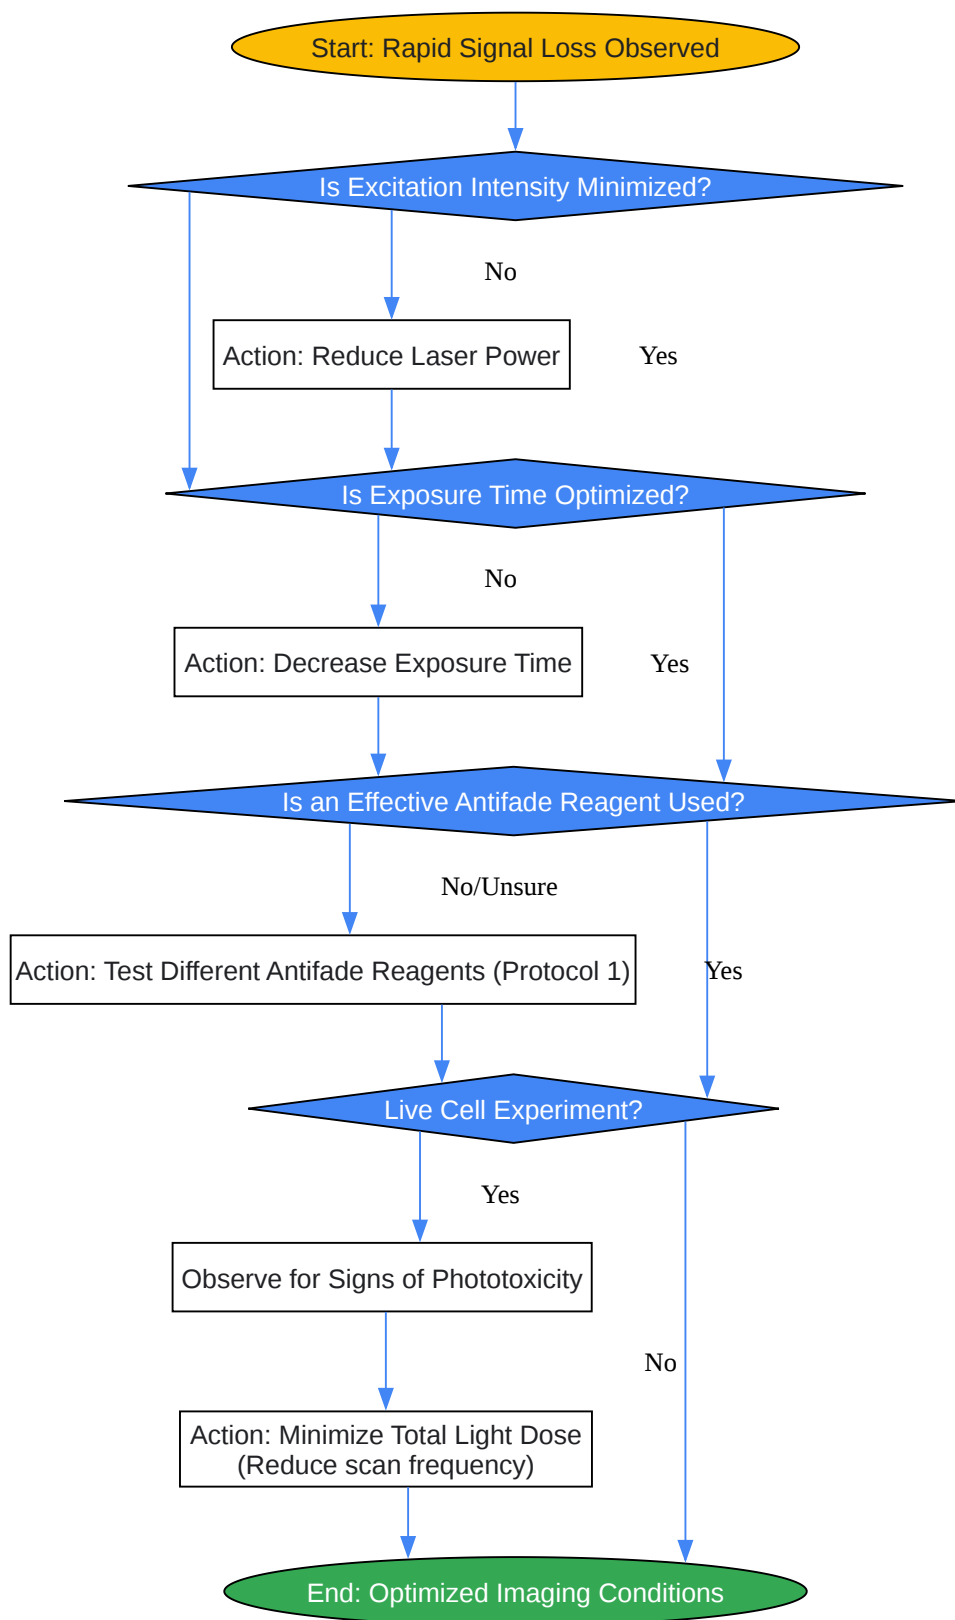 Start: Rapid Signal Loss Observed
Is Excitation Intensity Minimized?
No
Action: Reduce Laser Power
Yes
Is Exposure Time Optimized?
No
Action: Decrease Exposure Time
Yes
Is an Effective Antifade Reagent Used?
No/Unsure
Action: Test Different Antifade Reagents (Protocol 1)
Yes
Live Cell Experiment?
Yes
Observe for Signs of Phototoxicity
No
Action: Minimize Total Light Dose
(Reduce scan frequency)
End: Optimized Imaging Conditions